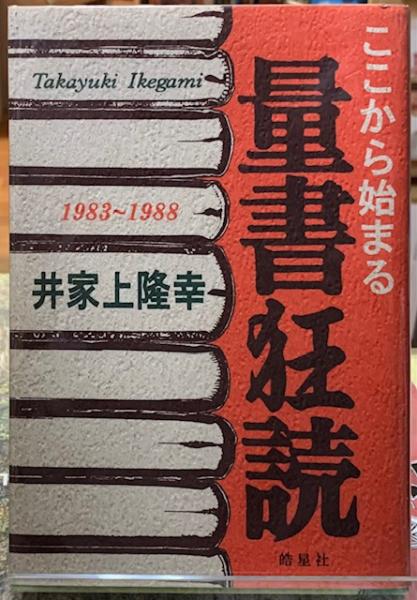 ここから始まる
量書狂読
Takayuki Ikegami
1983~1988
井家上隆幸
皓星社